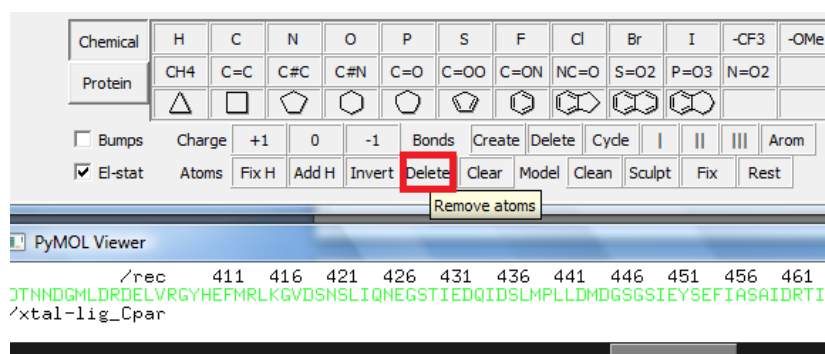 Chemical H C N O P S F Cl Br I -CF3 -OMe
Protein CH4 C=C C#C C#N C=O C=OO C=ON NC=O S=O2 P=O3 N=O2
Bumps Charge +1 0 -1 Bonds Create Delete Cycle | || ||| Arom
El-stat Atoms Fix H Add H Invert Delete Clear Model Clean Sculpt Fix Rest
Remove atoms
PyMOL Viewer
/rec 411 416 421 426 431 436 441 446 451 456 461
DTNNDGMLDRDELVRGYHEFMRLKGVDSNSLIQNEGSTIEDQIDSLMPLLDMDGSGSIEYSEFIASAIDRTI
/xtal-lig_Cpar